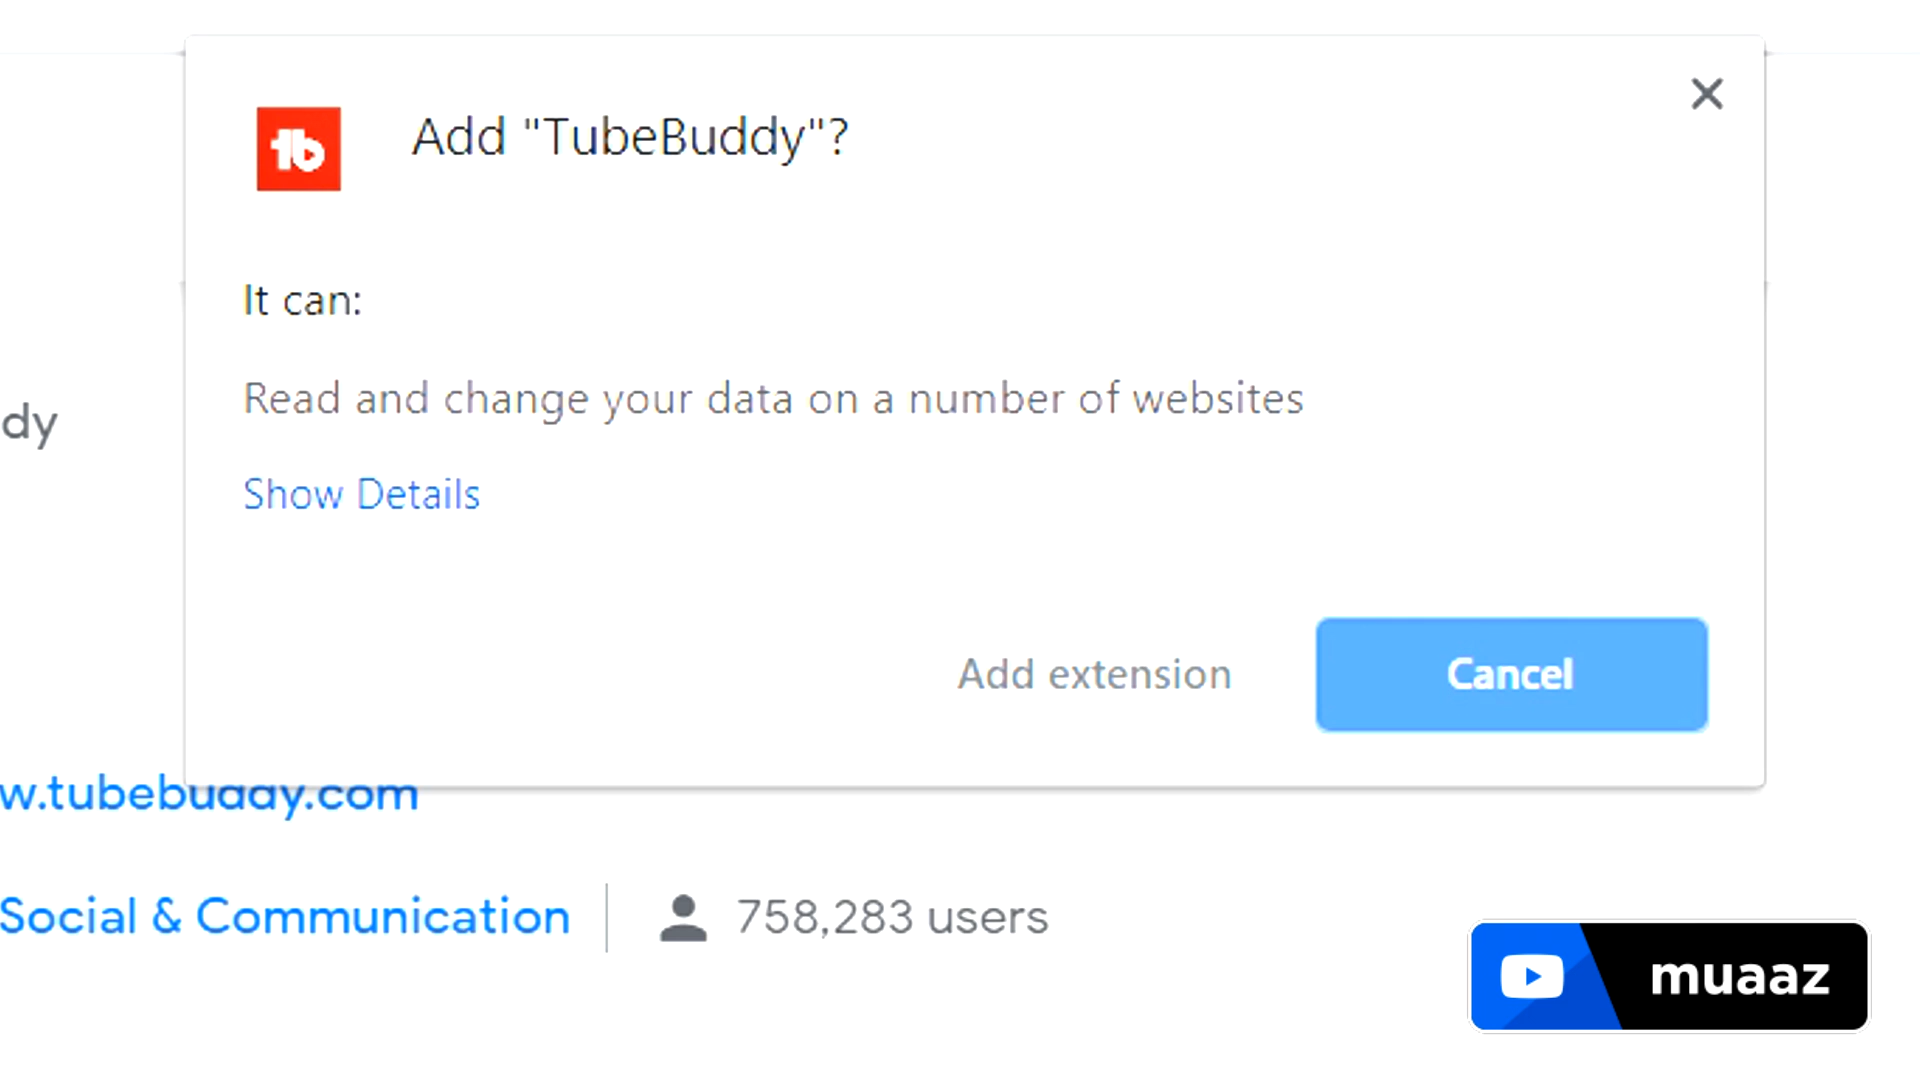 Add "TubeBuddy"?
It can:
Read and change your data on a number of websites
dy
Show Details
Add extension
Cancel
w.tubebuddy.com
Social & Communication
758,283 users
muaaz